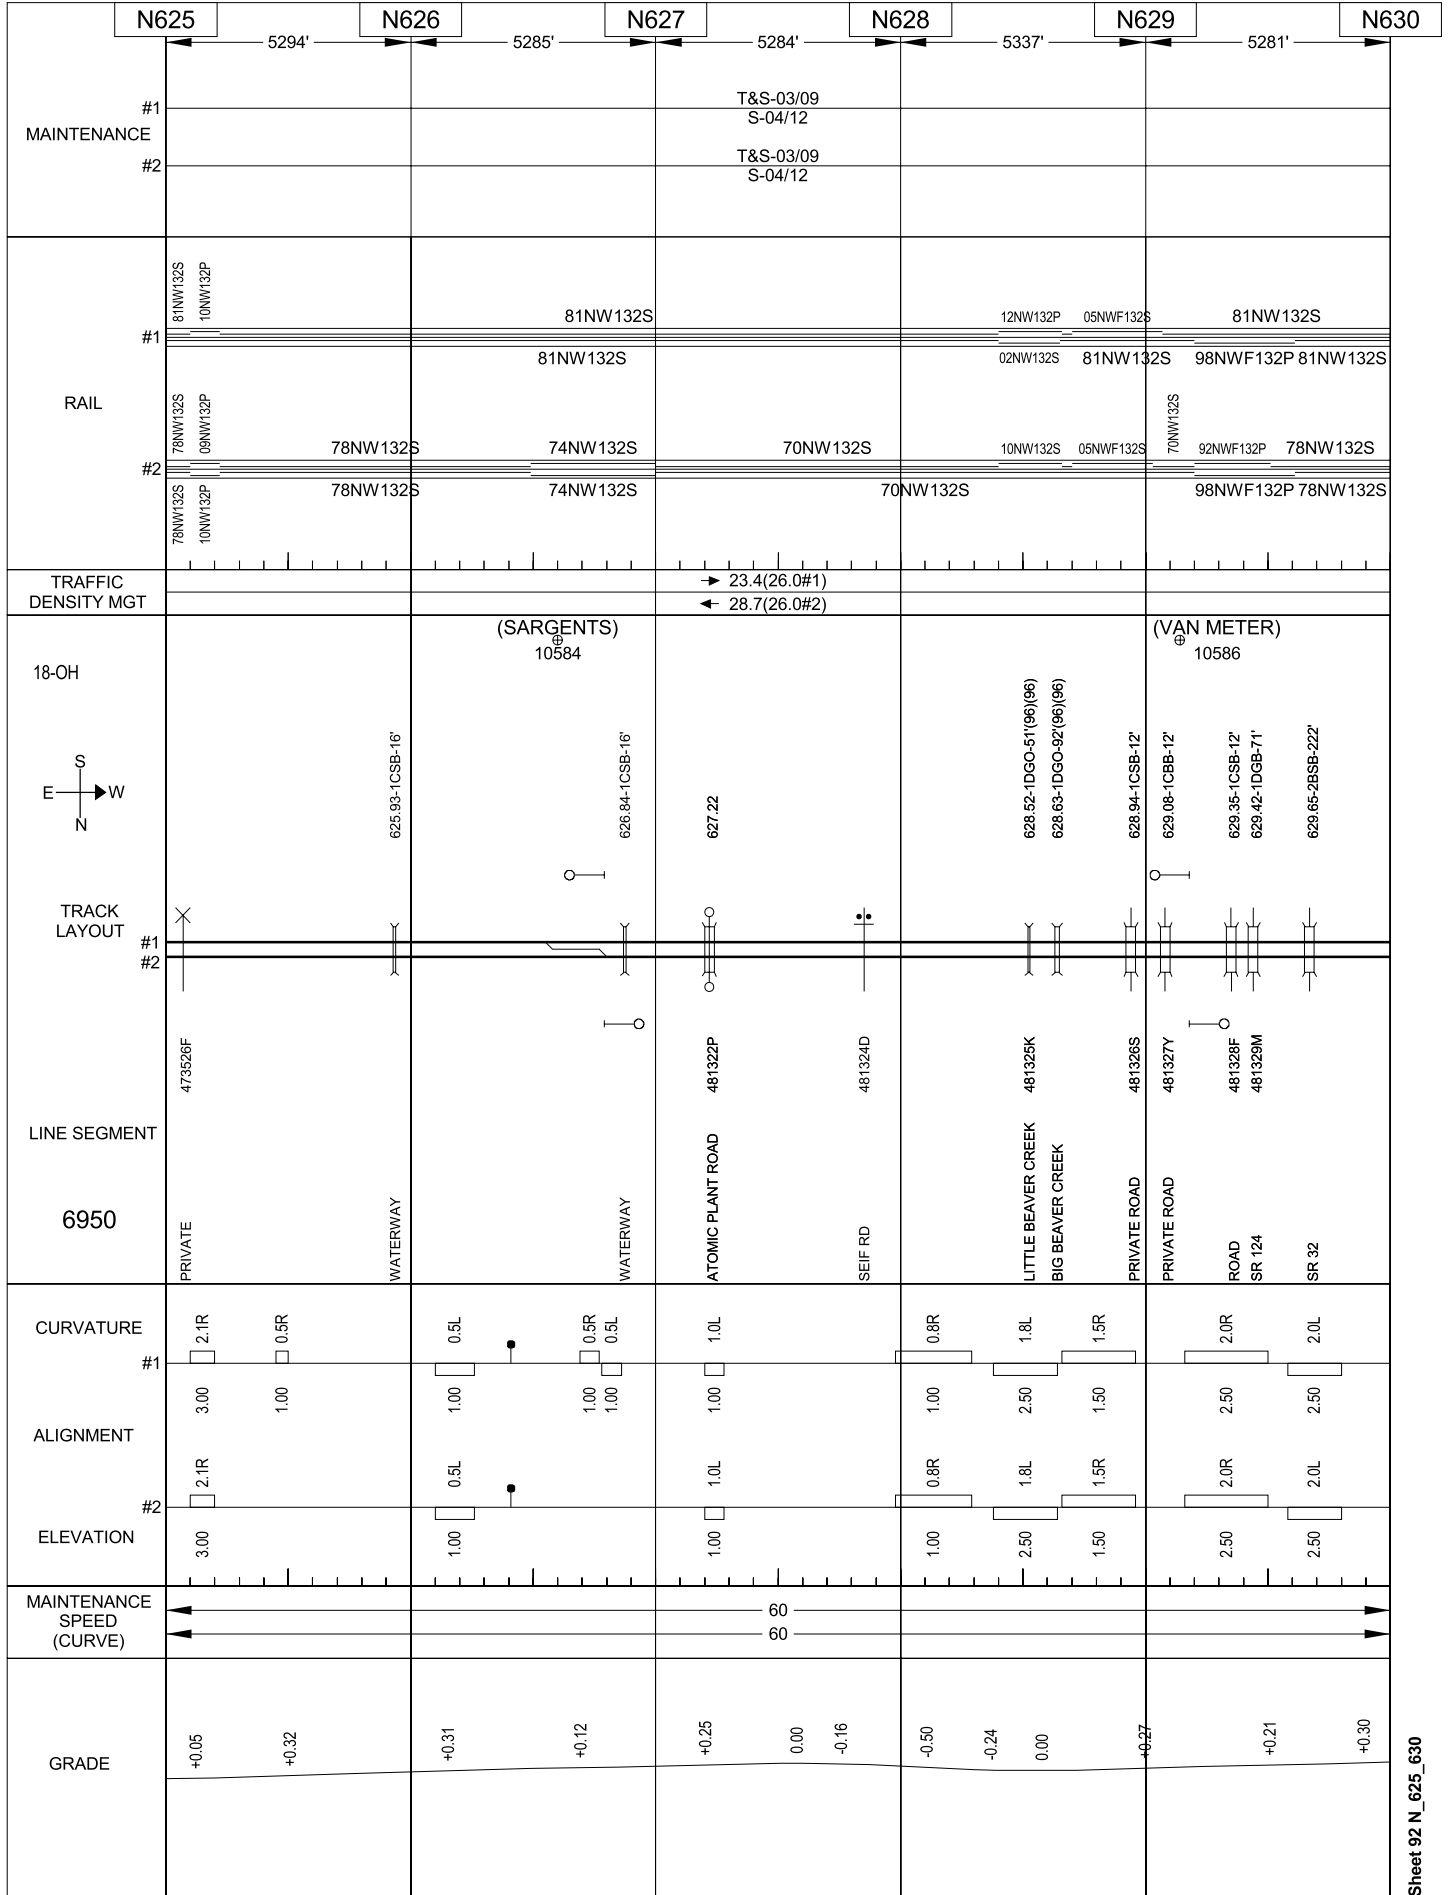 N625 N626 N627 N628 N629 N630
5294' 5285' 5284' 5337' 5281'
MAINTENANCE
#1
T&S-03/09
S-04/12
#2
T&S-03/09
S-04/12
RAIL
81NW132S 10NW132P
81NW132S 12NW132P 05NWF132S 81NW132S
#1
81NW132S 02NW132S 81NW132S 98NWF132P 81NW132S
78NW132S 09NW132P 70NW132S
78NW132S 74NW132S 70NW132S 10NW132S 05NWF132S 92NWF132P 78NW132S
#2
78NW132S 74NW132S 70NW132S 98NWF132P 78NW132S
78NW132S 10NW132P
TRAFFIC
DENSITY MGT
23.4(26.0#1)
28.7(26.0#2)
(SARGENTS) (VAN METER)
10584 10586
18-OH
S
E W
N
625.93-1CSB-16'
626.84-1CSB-16'
627.22
628.52-1DGO-51'(96)(96)
628.63-1DGO-92'(96)(96)
628.94-1CSB-12'
629.08-1CBB-12'
629.35-1CSB-12'
629.42-1DGB-71'
629.65-2BSB-222'
TRACK
LAYOUT
#1
#2
473526F
481322P
481324D
481325K
481326S
481327Y
481328F
481329M
LINE SEGMENT
6950
PRIVATE
WATERWAY
WATERWAY
ATOMIC PLANT ROAD
SEIF RD
LITTLE BEAVER CREEK
BIG BEAVER CREEK
PRIVATE ROAD
PRIVATE ROAD
ROAD
SR 124
SR 32
CURVATURE
2.1R 0.5R 0.5L 0.5R 0.5L 1.0L 0.8R 1.8L 1.5R 2.0R 2.0L
#1
3.00 1.00 1.00 1.00 1.00 1.00 1.00 2.50 1.50 2.50 2.50
ALIGNMENT
2.1R 0.5L 1.0L 0.8R 1.8L 1.5R 2.0R 2.0L
#2
ELEVATION
3.00 1.00 1.00 1.00 2.50 1.50 2.50 2.50
MAINTENANCE
SPEED
(CURVE)
60
60
GRADE
+0.05 +0.32 +0.31 +0.12 +0.25 0.00 -0.16 -0.50 -0.24 0.00 +0.27 +0.21 +0.30
Sheet 92 N_625_630